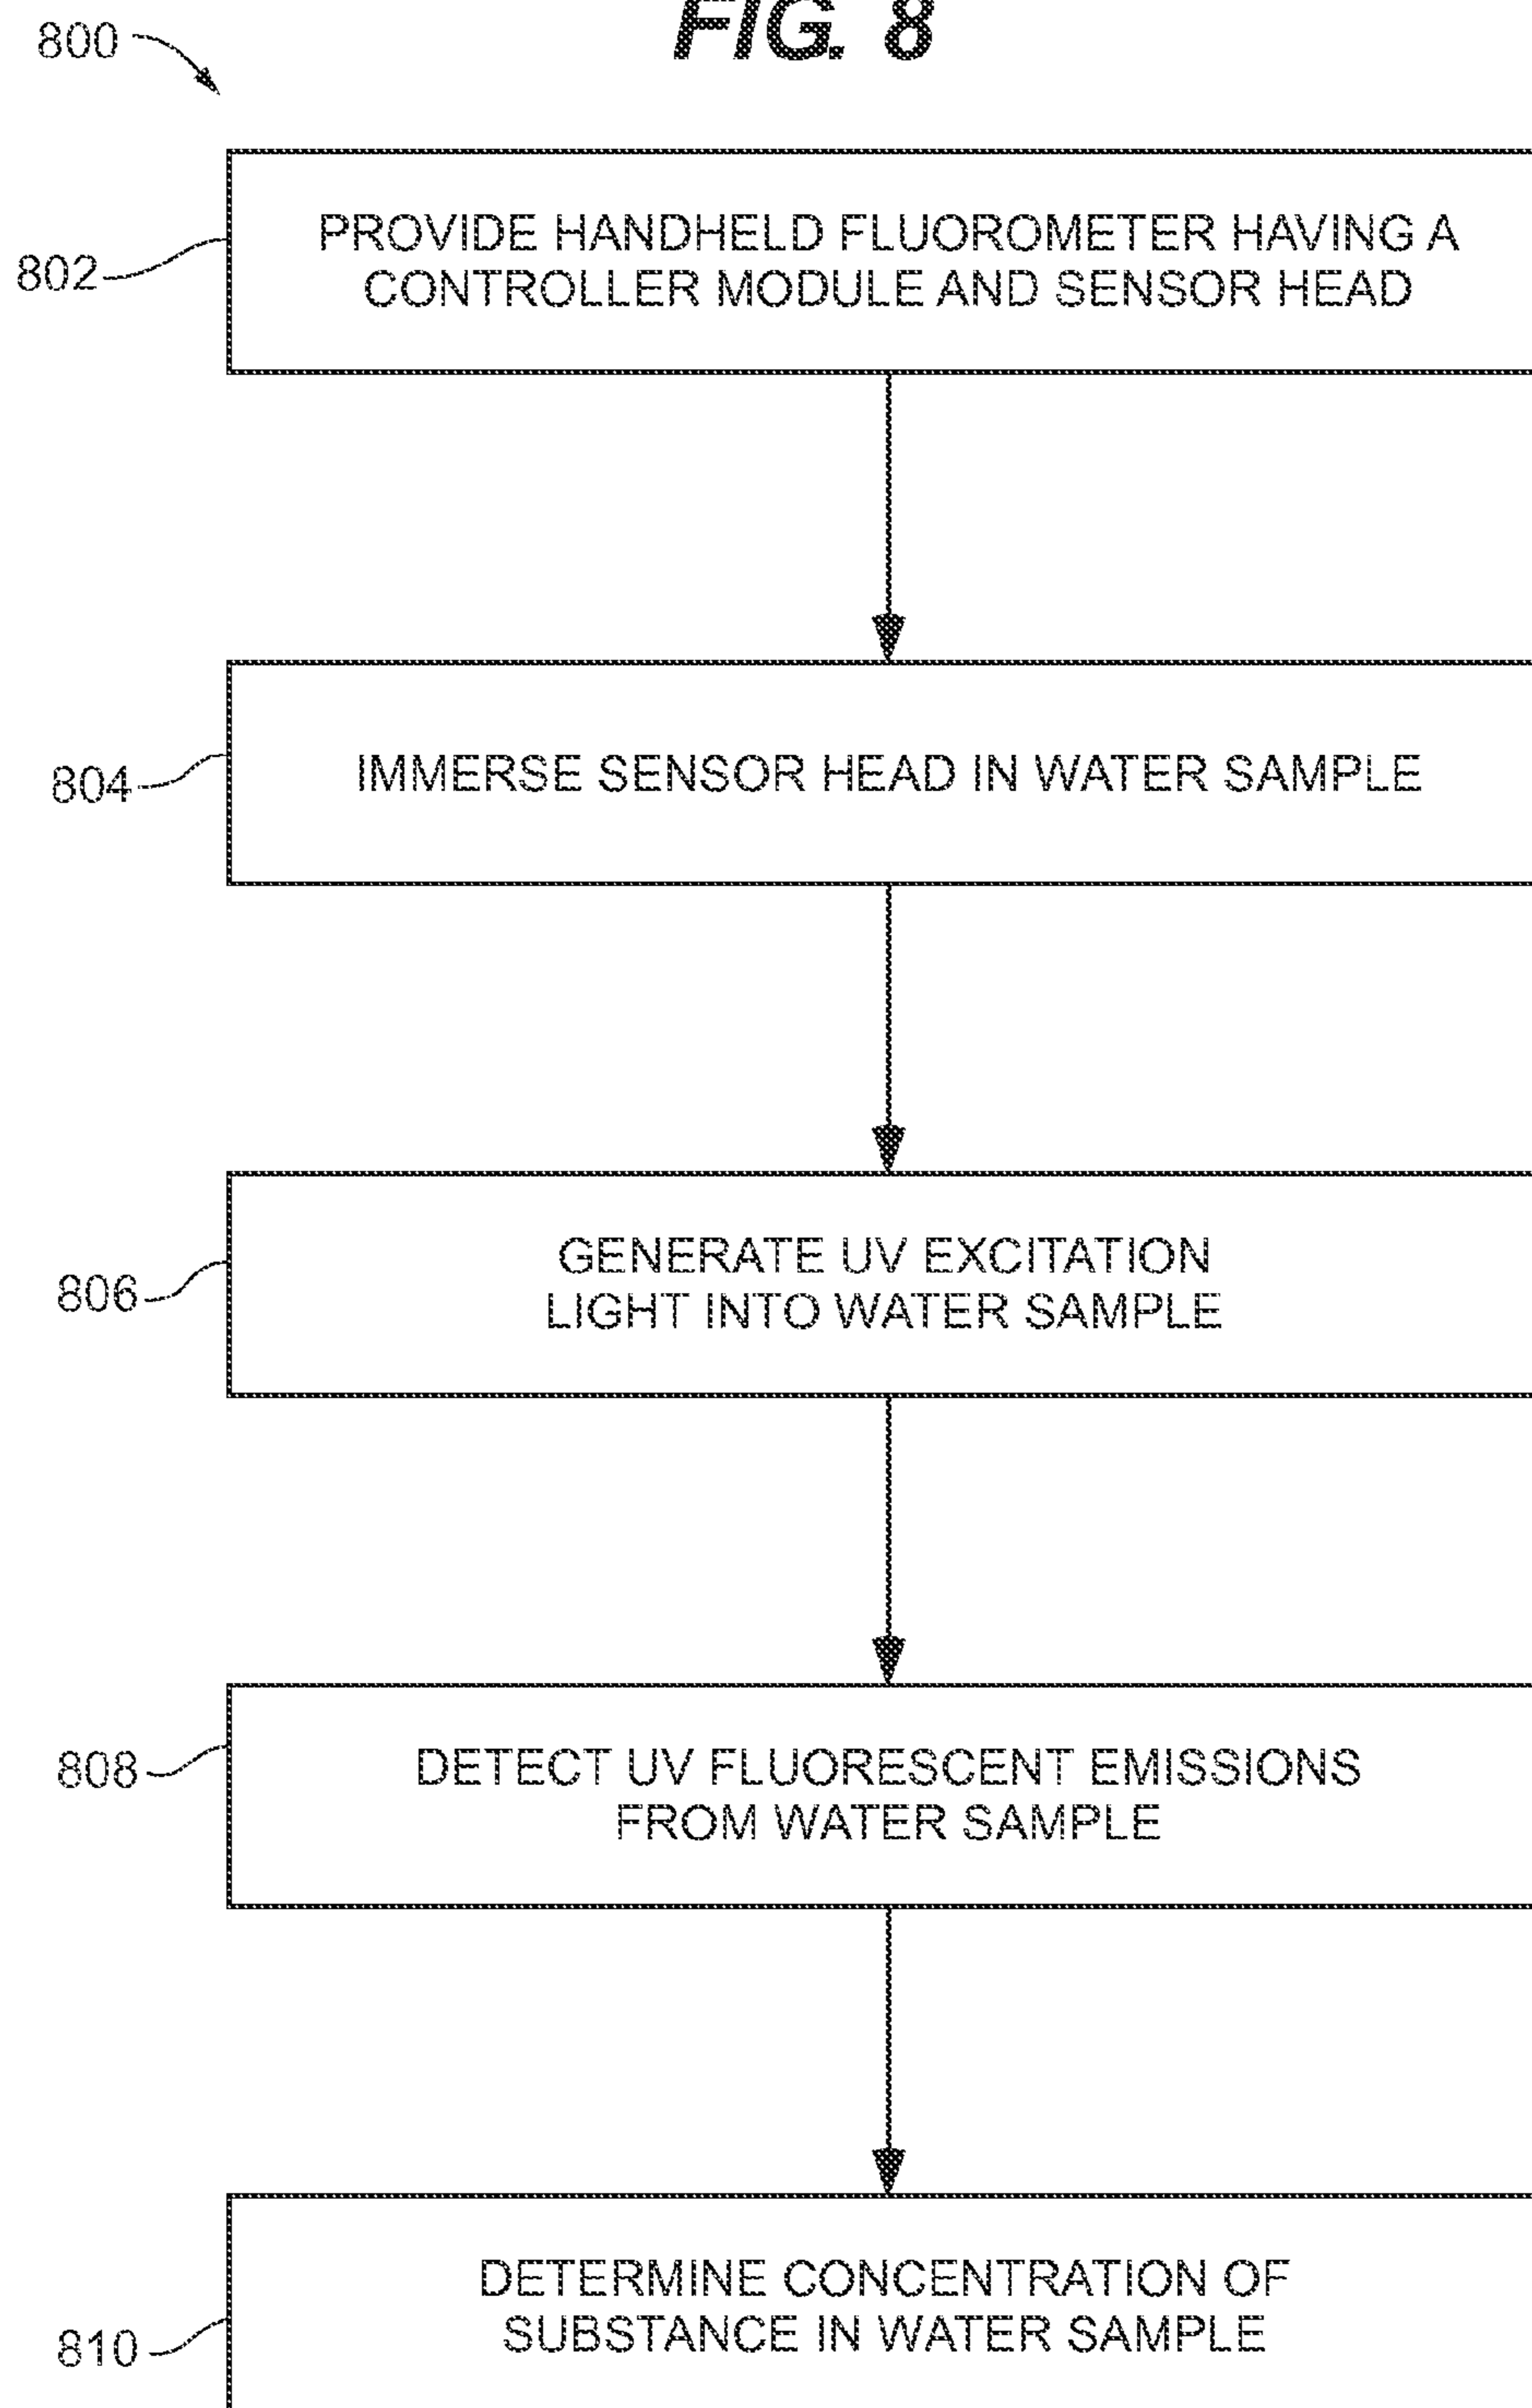 FIG. 8
800
802
PROVIDE HANDHELD FLUOROMETER HAVING A
CONTROLLER MODULE AND SENSOR HEAD
804
IMMERSE SENSOR HEAD IN WATER SAMPLE
806
GENERATE UV EXCITATION
LIGHT INTO WATER SAMPLE
808
DETECT UV FLUORESCENT EMISSIONS
FROM WATER SAMPLE
810
DETERMINE CONCENTRATION OF
SUBSTANCE IN WATER SAMPLE